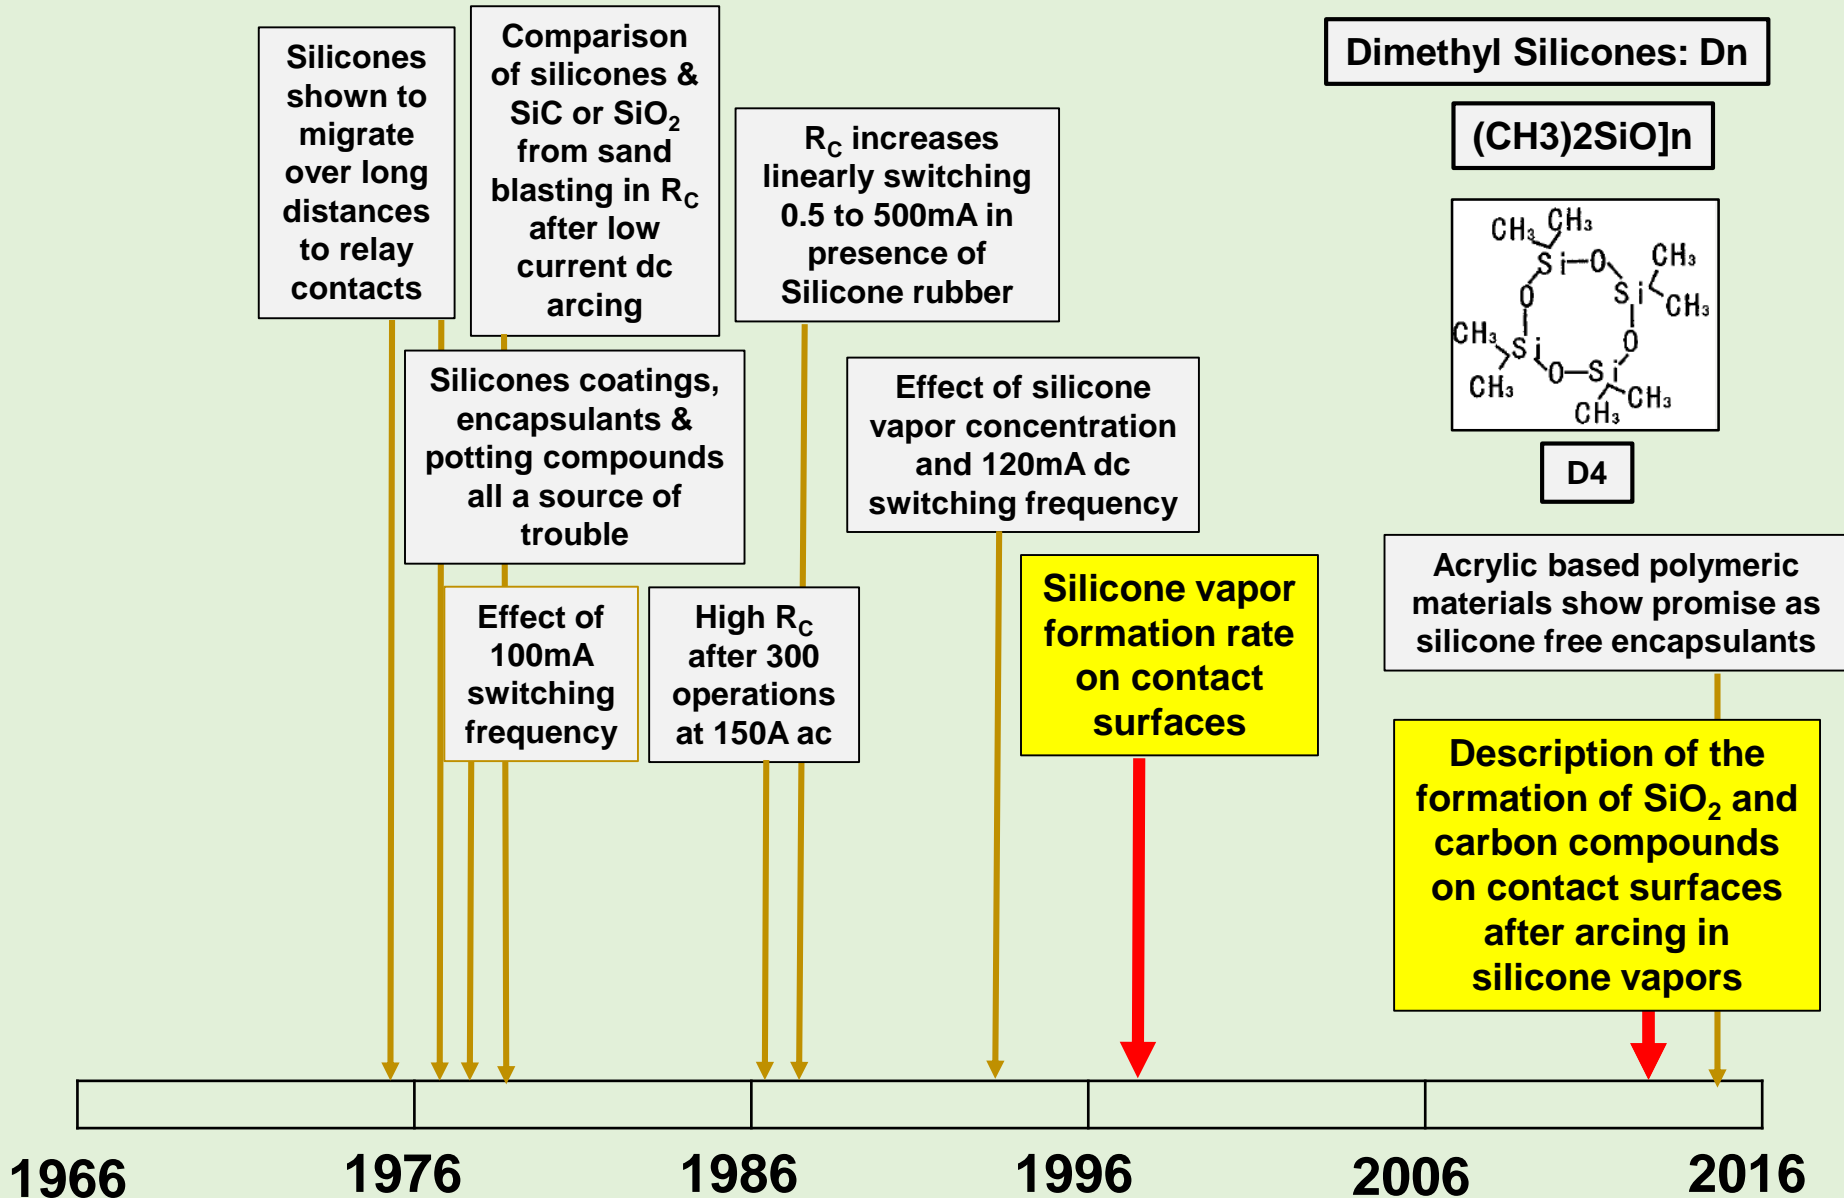 Silicones
shown to
migrate
over long
distances
to relay
contacts
Comparison
of silicones &
SiC or SiO₂
from sand
blasting in R_C
after low
current dc
arcing
R_C increases
linearly switching
0.5 to 500mA in
presence of
Silicone rubber
Dimethyl Silicones: Dn
(CH3)2SiO]n
CH₃ CH₃
Si—O
CH₃
O
Si
CH₃
CH₃
Si
O
CH₃
O—Si
CH₃
CH₃
D4
Silicones coatings,
encapsulants &
potting compounds
all a source of
trouble
Effect of silicone
vapor concentration
and 120mA dc
switching frequency
Effect of
100mA
switching
frequency
High R_C
after 300
operations
at 150A ac
Silicone vapor
formation rate
on contact
surfaces
Acrylic based polymeric
materials show promise as
silicone free encapsulants
Description of the
formation of SiO₂ and
carbon compounds
on contact surfaces
after arcing in
silicone vapors
1966 1976 1986 1996 2006 2016